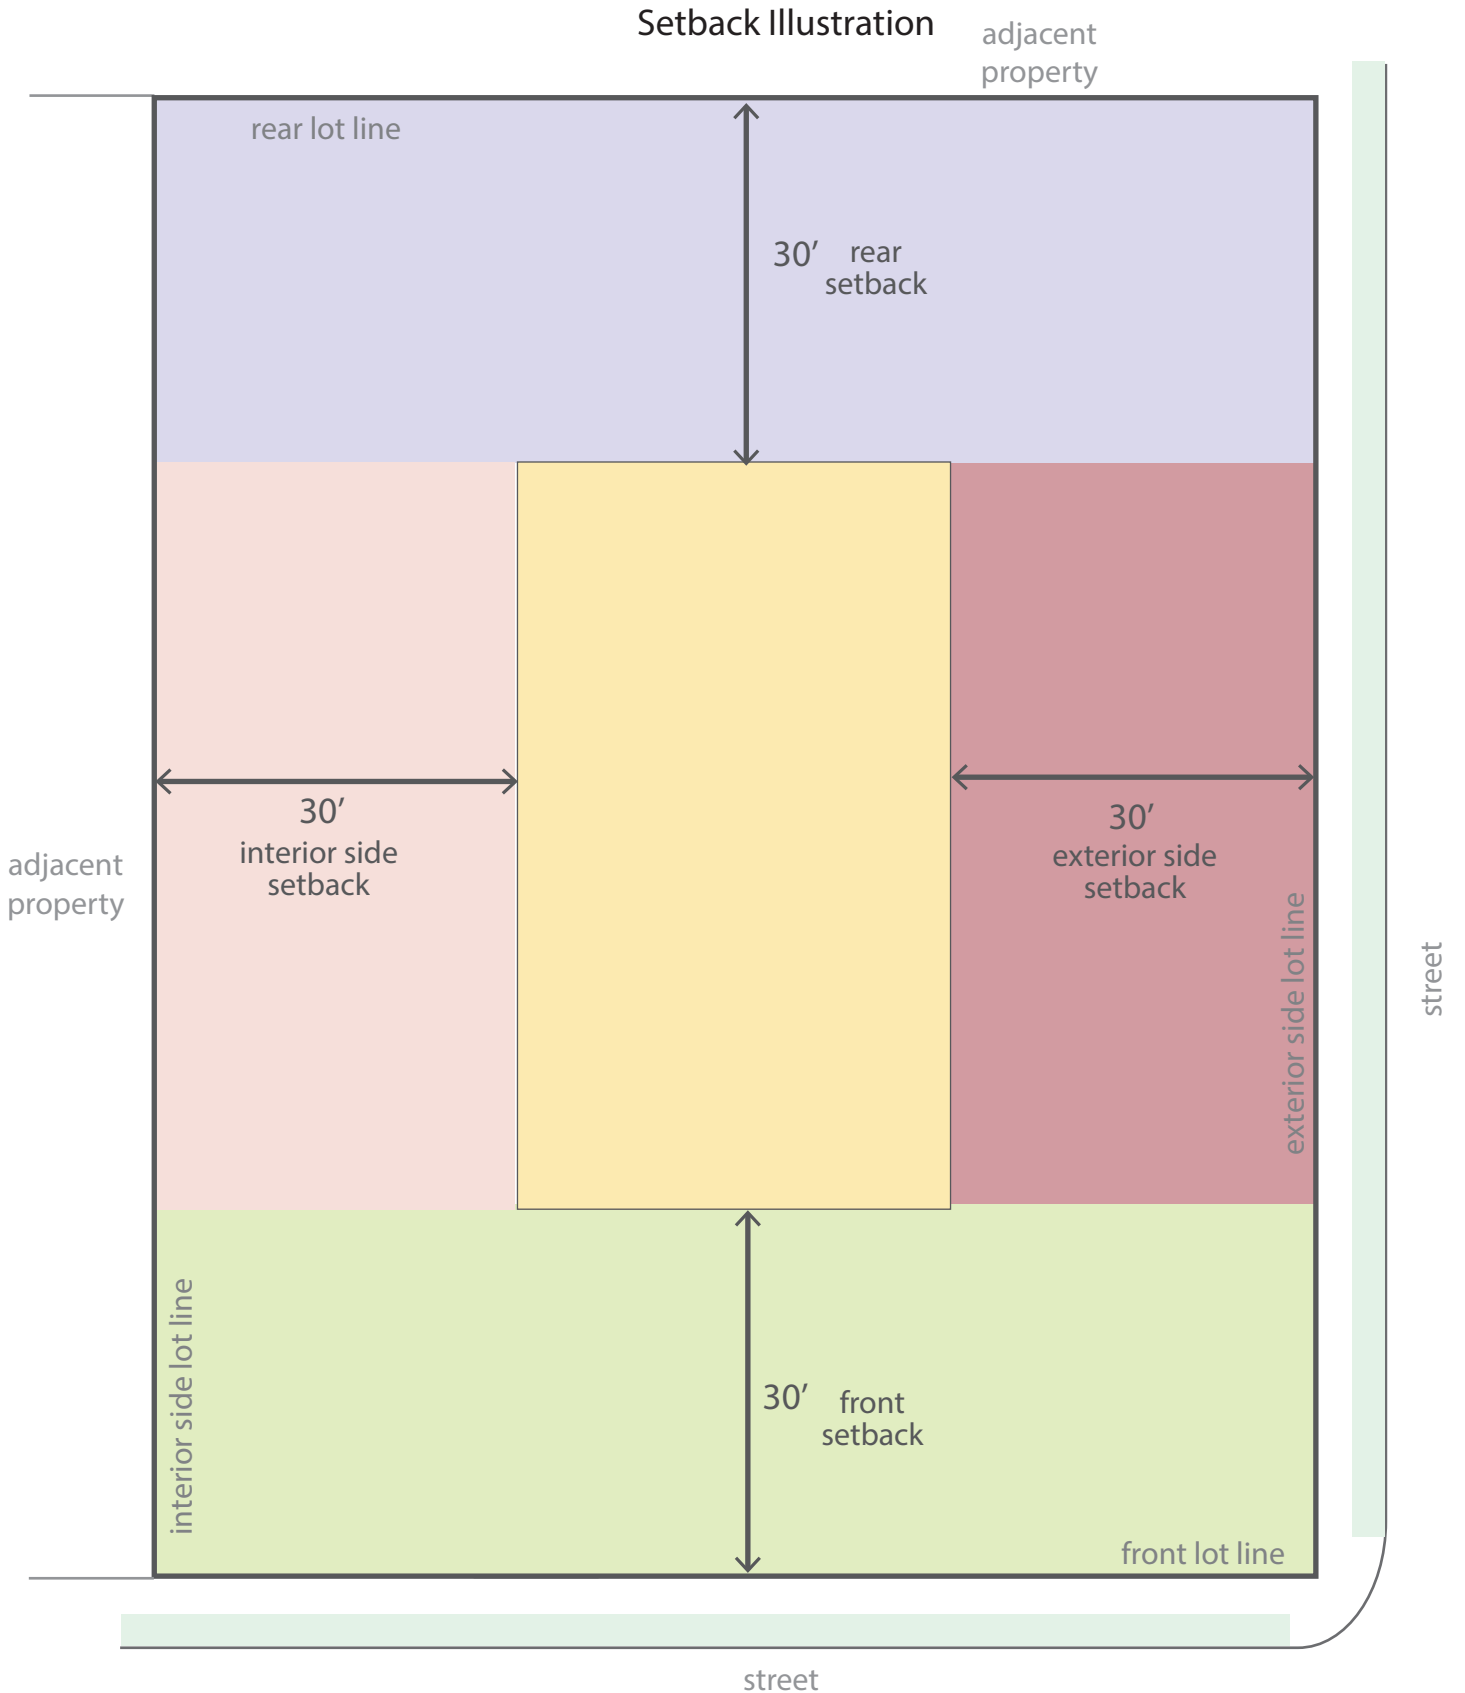 Setback Illustration
adjacent
property
rear lot line
30′
rear
setback
30′
interior side
setback
30′
exterior side
setback
adjacent
property
exterior side lot line
street
interior side lot line
30′
front
setback
front lot line
street